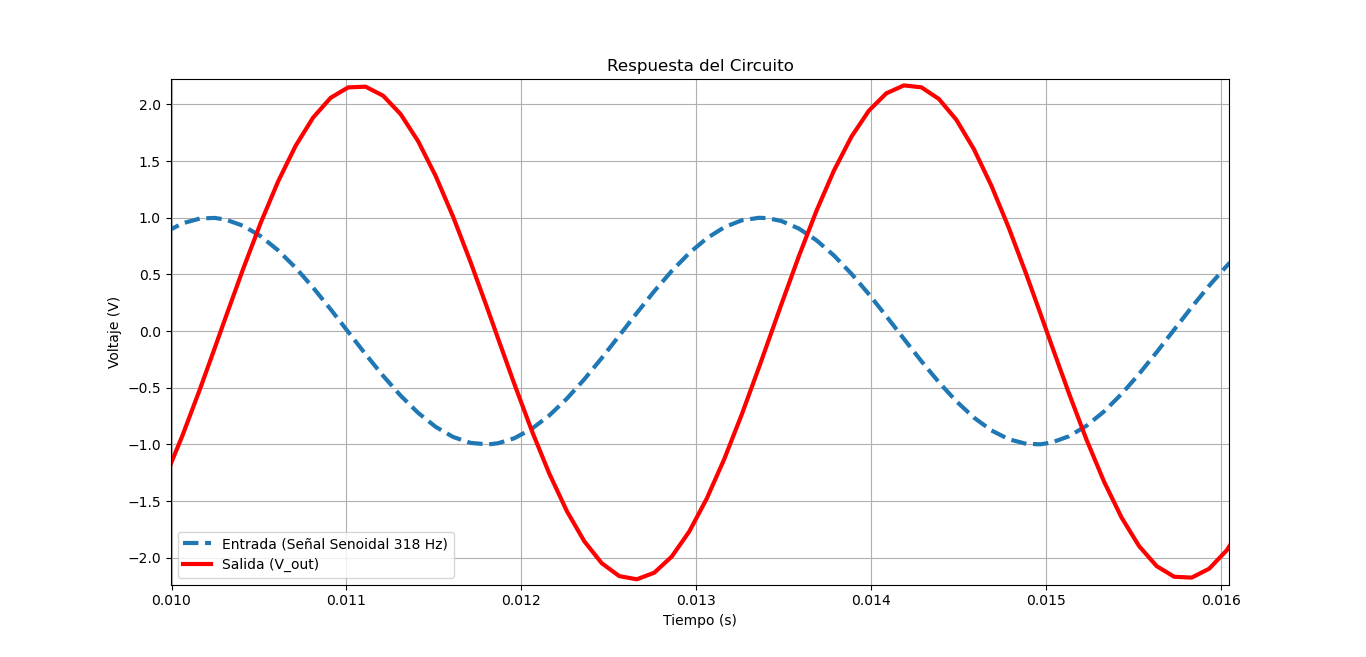 Respuesta del Circuito
Voltaje (V)
2.0
1.5
1.0
0.5
0.0
−0.5
−1.0
−1.5
−2.0
Entrada (Señal Senoidal 318 Hz)
Salida (V_out)
0.010 0.011 0.012 0.013 0.014 0.015 0.016
Tiempo (s)